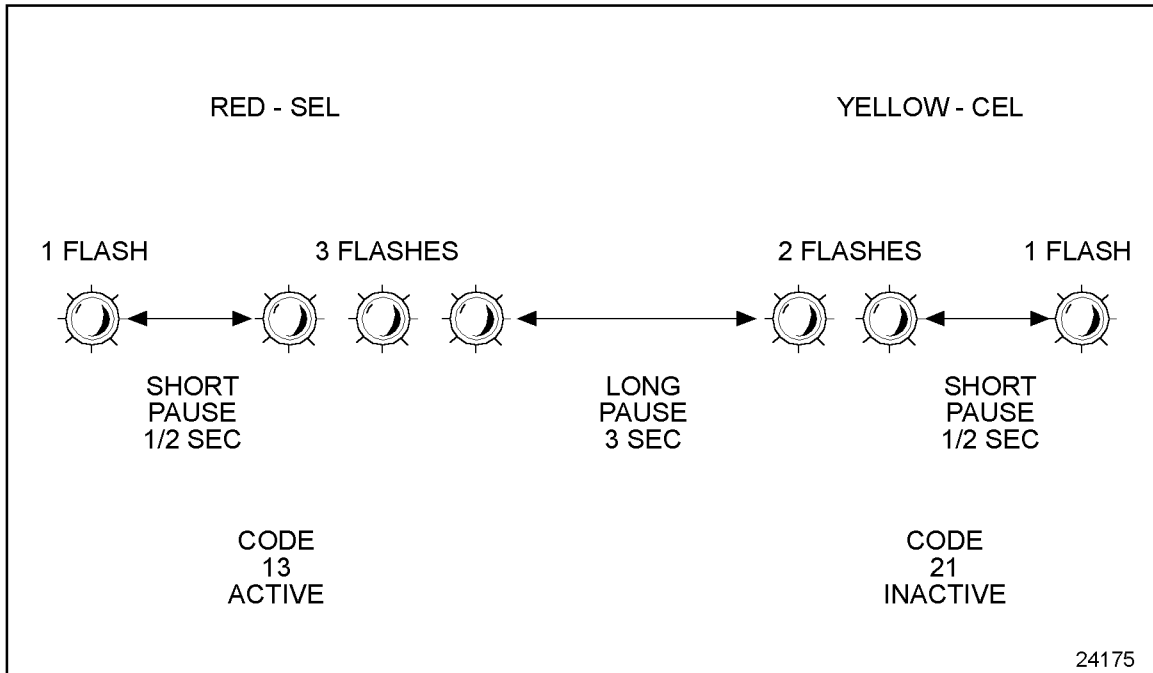 RED - SEL
YELLOW - CEL
1 FLASH
3 FLASHES
2 FLASHES
1 FLASH
SHORT
PAUSE
1/2 SEC
LONG
PAUSE
3 SEC
SHORT
PAUSE
1/2 SEC
CODE
13
ACTIVE
CODE
21
INACTIVE
24175